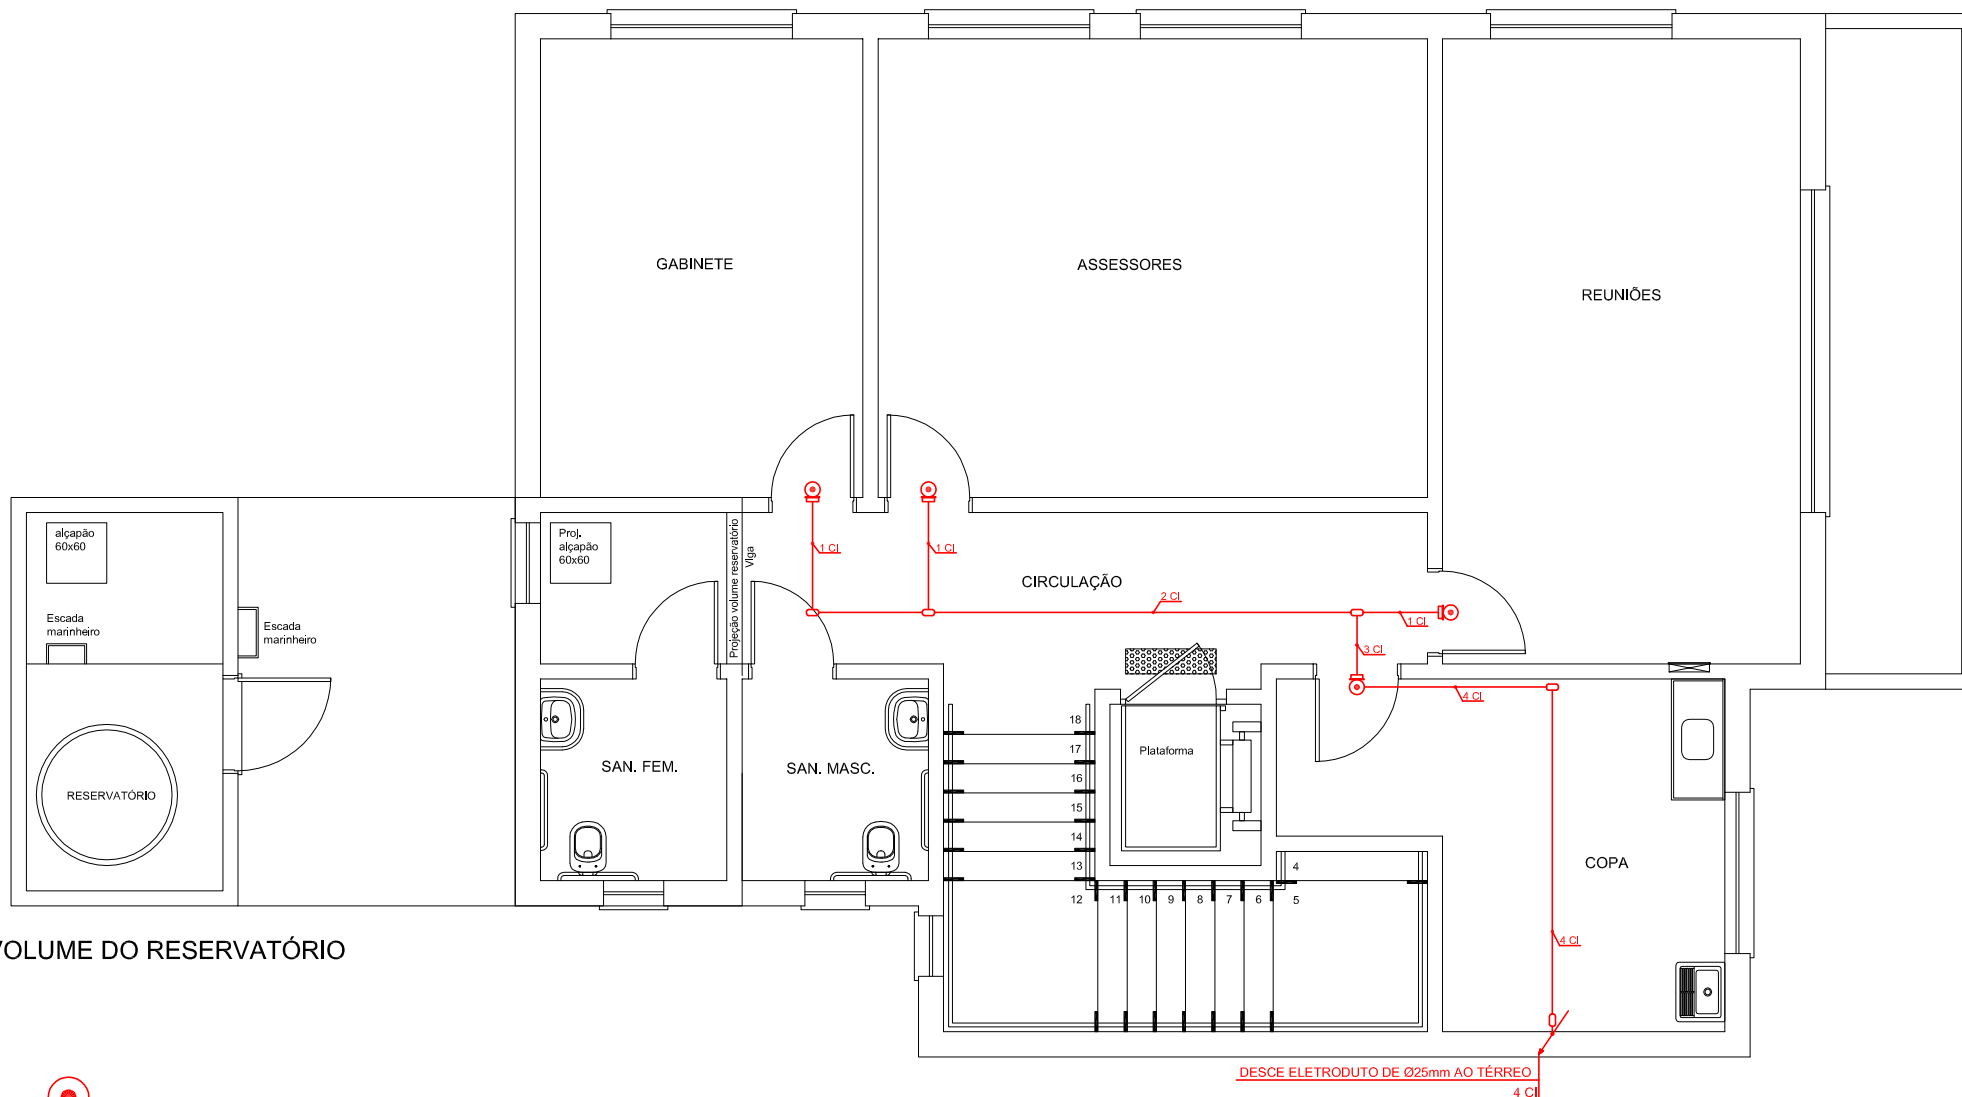 GABINETE
ASSESSORES
REUNIÕES
alçapão
60x60
Proj.
alçapão
60x60
Projeção volume reservatório
Viga
1 CI
1 CI
CIRCULAÇÃO
2 CI
1 CI
3 CI
4 CI
Escada
marinheiro
Escada
marinheiro
RESERVATÓRIO
SAN. FEM.
SAN. MASC.
18
17
16
15
14
13
12
11
10
9
8
7
6
5
4
Plataforma
COPA
4 CI
VOLUME DO RESERVATÓRIO
DESCE ELETRODUTO DE Ø25mm AO TÉRREO
4 CI